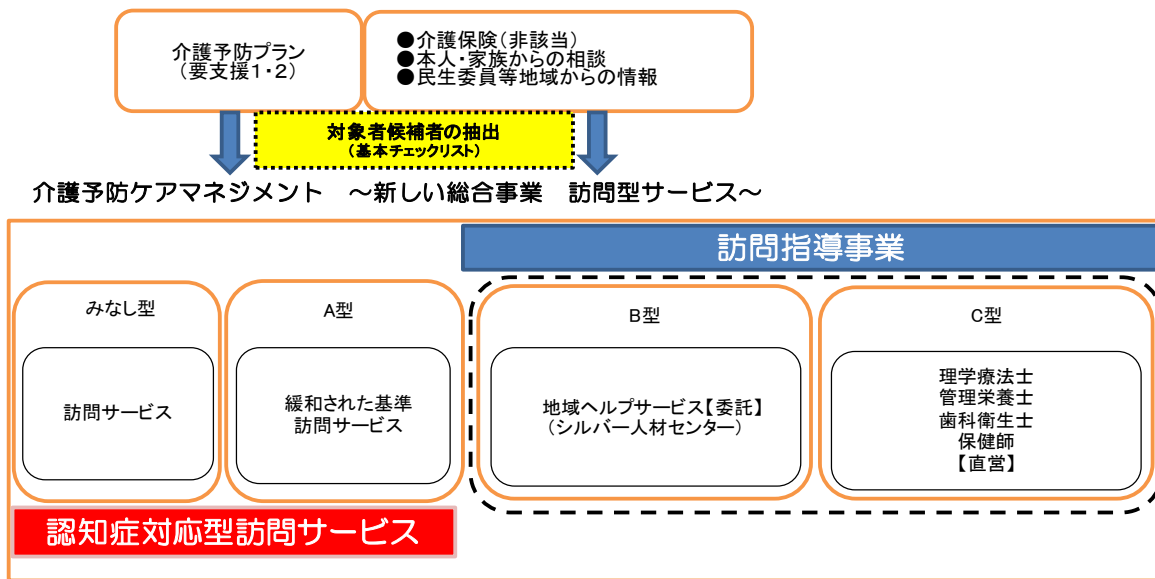 介護予防プラン
(要支援1・2)
●介護保険(非該当)
●本人・家族からの相談
●民生委員等地域からの情報
対象者候補者の抽出
(基本チェックリスト)
介護予防ケアマネジメント　～新しい総合事業　訪問型サービス～
訪問指導事業
みなし型
訪問サービス
A型
緩和された基準
訪問サービス
B型
地域ヘルプサービス【委託】
(シルバー人材センター)
C型
理学療法士
管理栄養士
歯科衛生士
保健師
【直営】
認知症対応型訪問サービス